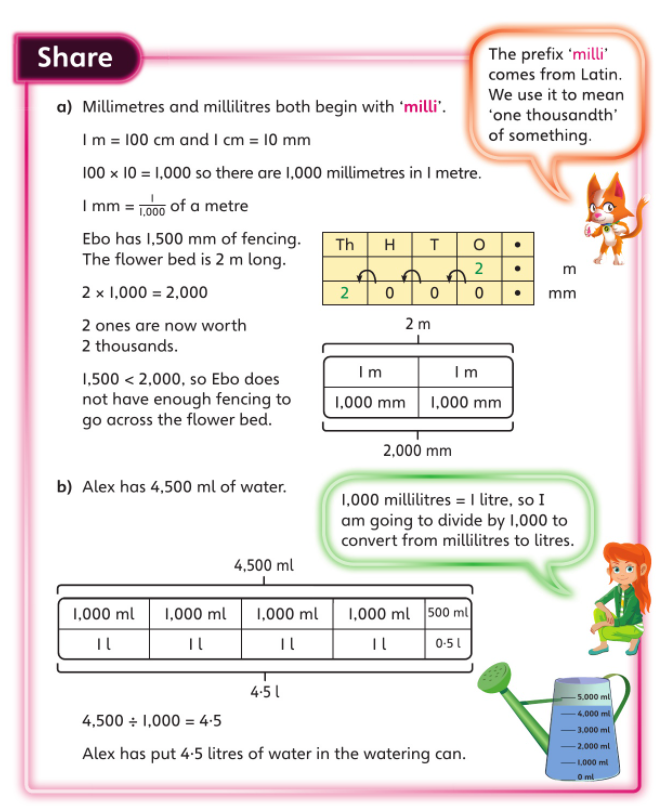 Share
The prefix ‘milli’
comes from Latin.
We use it to mean
‘one thousandth’
of something.
a) Millimetres and millilitres both begin with ‘milli’.
1 m = 100 cm and 1 cm = 10 mm
100 × 10 = 1,000 so there are 1,000 millimetres in 1 metre.
1 mm = 1/1,000 of a metre
Ebo has 1,500 mm of fencing.
The flower bed is 2 m long.
2 × 1,000 = 2,000
2 ones are now worth
2 thousands.
1,500 < 2,000, so Ebo does
not have enough fencing to
go across the flower bed.
Th H T O •
2 • m
2 0 0 0 • mm
2 m
1 m 1 m
1,000 mm 1,000 mm
2,000 mm
b) Alex has 4,500 ml of water.
1,000 millilitres = 1 litre, so I
am going to divide by 1,000 to
convert from millilitres to litres.
4,500 ml
1,000 ml 1,000 ml 1,000 ml 1,000 ml 500 ml
1 l 1 l 1 l 1 l 0·5 l
4·5 l
4,500 ÷ 1,000 = 4·5
Alex has put 4·5 litres of water in the watering can.
5,000 ml
4,000 ml
3,000 ml
2,000 ml
1,000 ml
0 ml